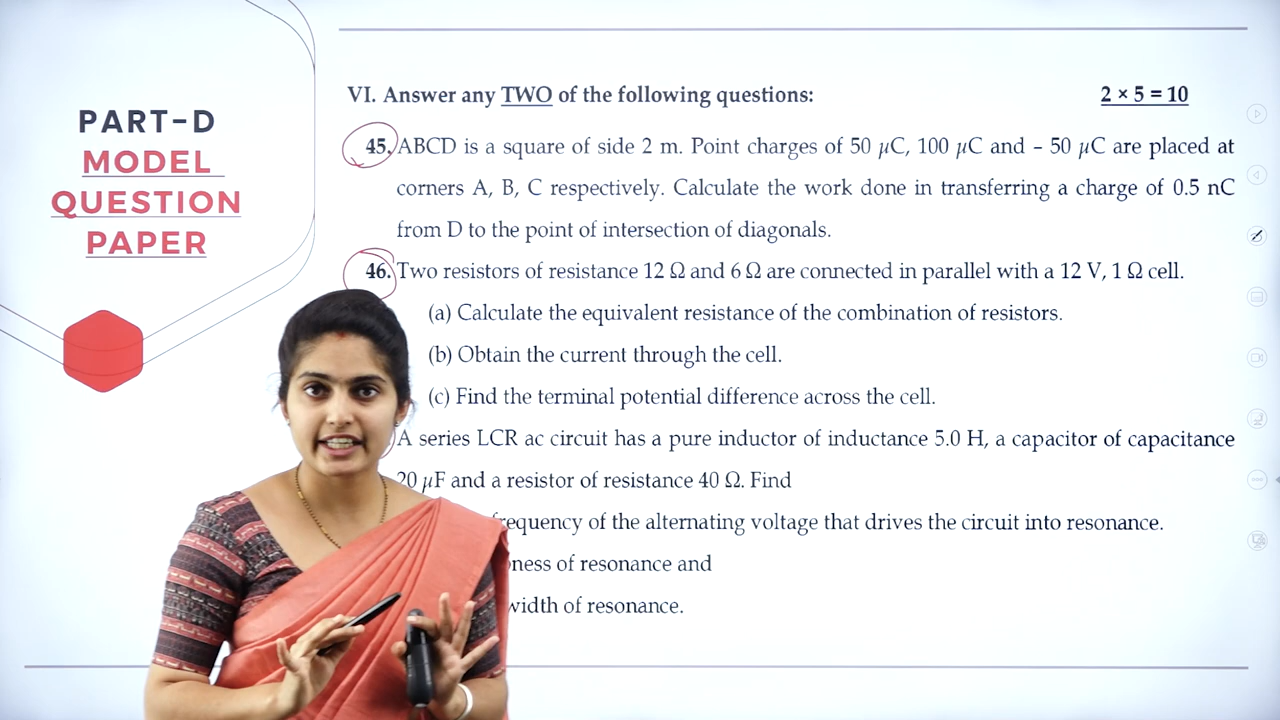 PART-D
MODEL
QUESTION
PAPER
VI. Answer any TWO of the following questions: 2 × 5 = 10
45. ABCD is a square of side 2 m. Point charges of 50 μC, 100 μC and – 50 μC are placed at
corners A, B, C respectively. Calculate the work done in transferring a charge of 0.5 nC
from D to the point of intersection of diagonals.
46. Two resistors of resistance 12 Ω and 6 Ω are connected in parallel with a 12 V, 1 Ω cell.
(a) Calculate the equivalent resistance of the combination of resistors.
(b) Obtain the current through the cell.
(c) Find the terminal potential difference across the cell.
A series LCR ac circuit has a pure inductor of inductance 5.0 H, a capacitor of capacitance
20 μF and a resistor of resistance 40 Ω. Find
frequency of the alternating voltage that drives the circuit into resonance.
of resonance and
width of resonance.